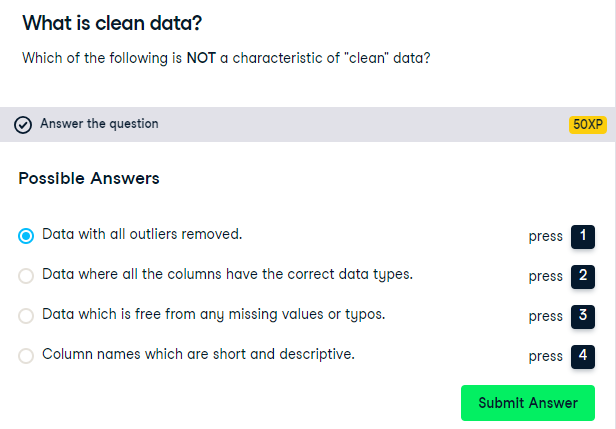 What is clean data?
Which of the following is NOT a characteristic of "clean" data?
Answer the question
50XP
Possible Answers
Data with all outliers removed.
press 1
Data where all the columns have the correct data types.
press 2
Data which is free from any missing values or typos.
press 3
Column names which are short and descriptive.
press 4
Submit Answer